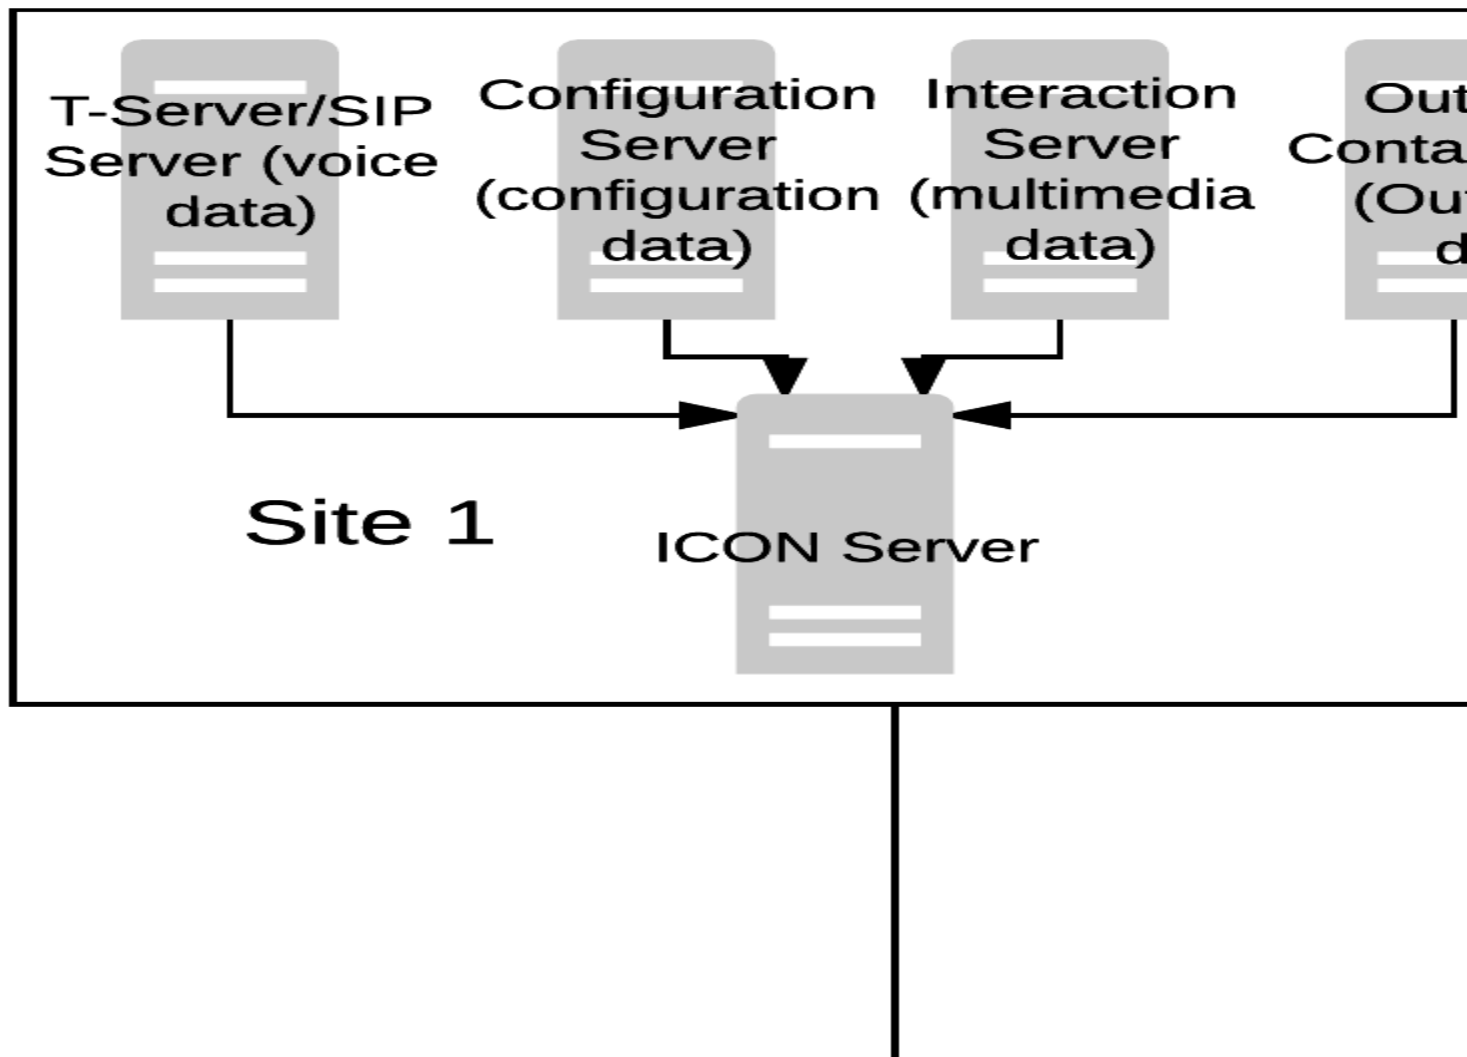 T-Server/SIP
Server (voice
data)
Configuration
Server
(configuration
data)
Interaction
Server
(multimedia
data)
Site 1
ICON Server